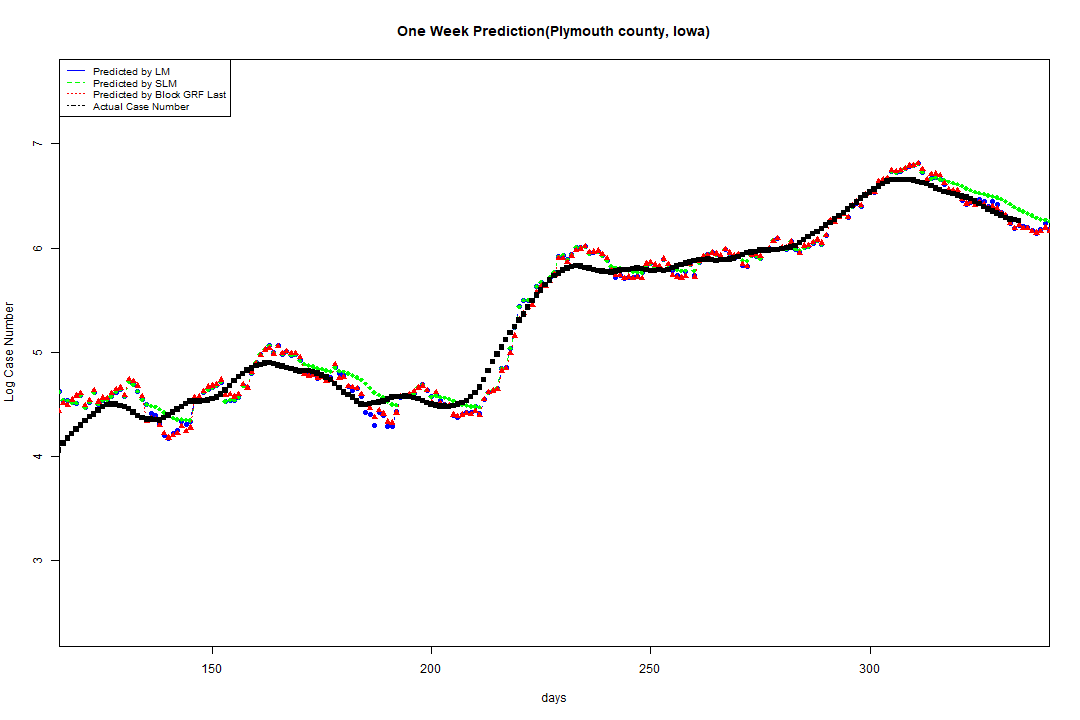 One Week Prediction(Plymouth county, Iowa)
Predicted by LM
Predicted by SLM
Predicted by Block GRF Last
Actual Case Number
7
6
5
4
3
Log Case Number
150 200 250 300
days